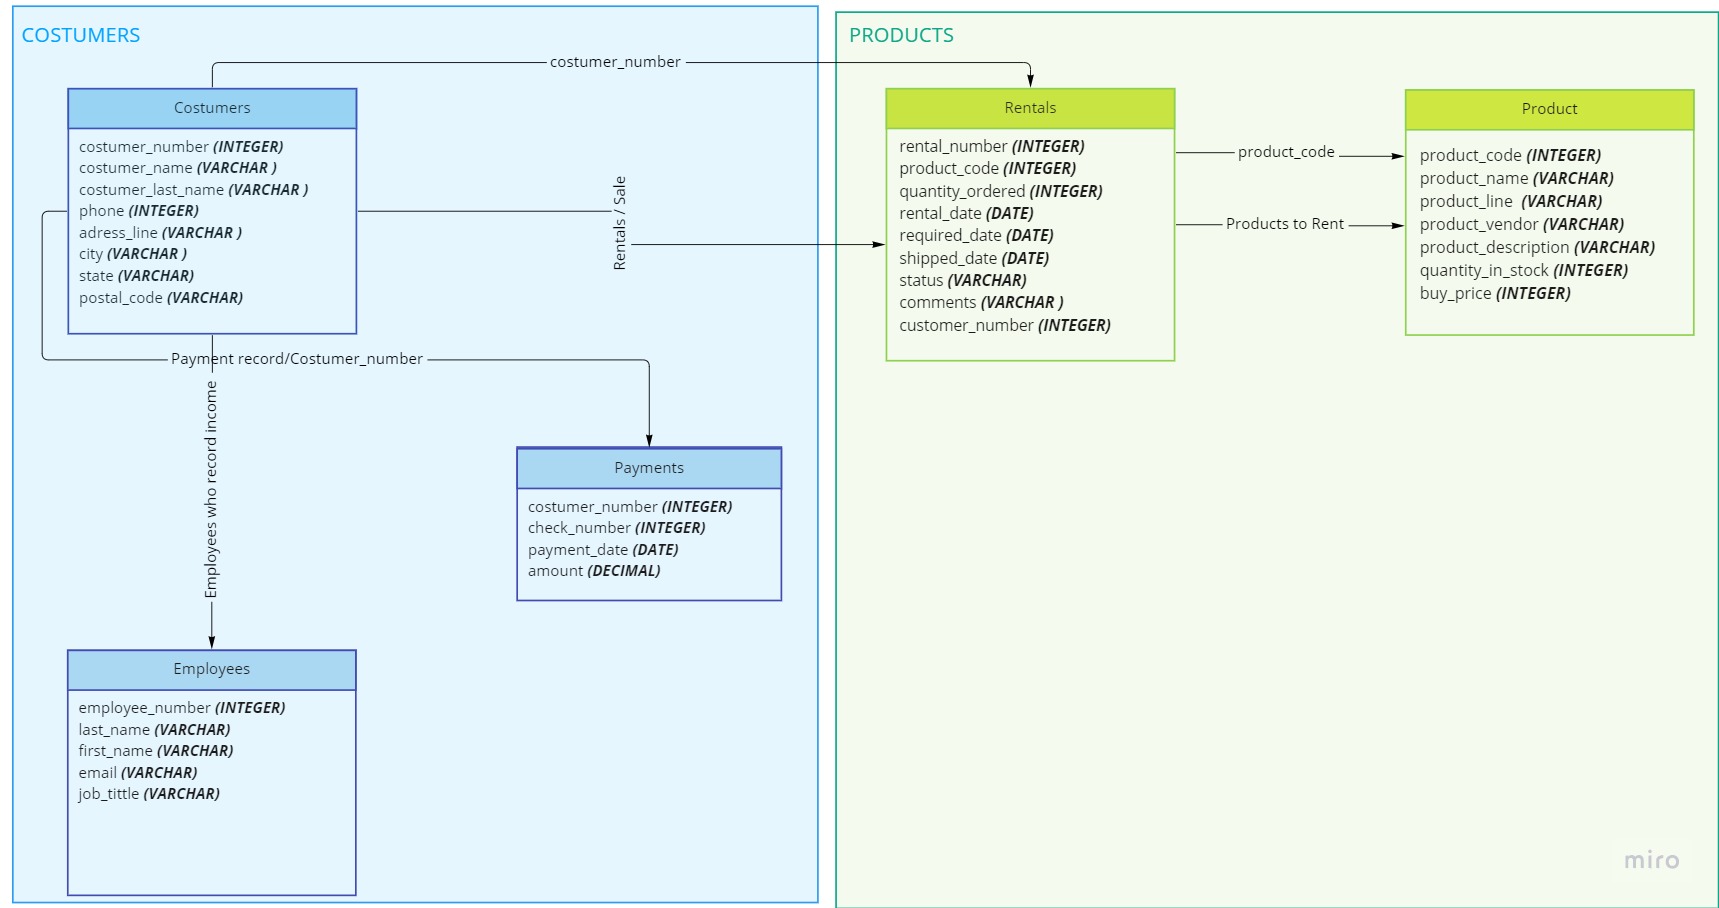 COSTUMERS
costumer_number
Costumers
costumer_number (INTEGER)
costumer_name (VARCHAR )
costumer_last_name (VARCHAR )
phone (INTEGER)
adress_line (VARCHAR )
city (VARCHAR )
state (VARCHAR)
postal_code (VARCHAR)
Rentals / Sale
Payment record/Costumer_number
Employees who record income
Payments
costumer_number (INTEGER)
check_number (INTEGER)
payment_date (DATE)
amount (DECIMAL)
Employees
employee_number (INTEGER)
last_name (VARCHAR)
first_name (VARCHAR)
email (VARCHAR)
job_tittle (VARCHAR)
PRODUCTS
Rentals
rental_number (INTEGER)
product_code (INTEGER)
quantity_ordered (INTEGER)
rental_date (DATE)
required_date (DATE)
shipped_date (DATE)
status (VARCHAR)
comments (VARCHAR )
customer_number (INTEGER)
product_code
Products to Rent
Product
product_code (INTEGER)
product_name (VARCHAR)
product_line  (VARCHAR)
product_vendor (VARCHAR)
product_description (VARCHAR)
quantity_in_stock (INTEGER)
buy_price (INTEGER)
miro